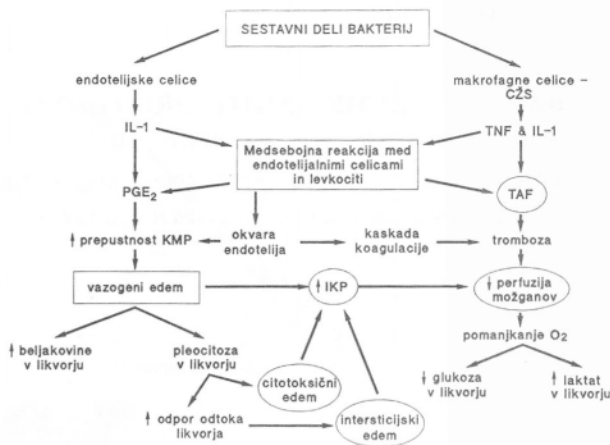 SESTAVNI DELI BAKTERIJ
endotelijske celice
makrofagne celice –
CŽS
IL-1
TNF & IL-1
Medsebojna reakcija med
endotelijalnimi celicami
in levkociti
PGE₂
TAF
↑ prepustnost KMP
okvara
endotelija
kaskada
koagulacije
tromboza
vazogeni edem
↑ IKP
↓ perfuzija
možganov
↑ beljakovine
v likvorju
pleocitoza
v likvorju
pomanjkanje O₂
citotoksični
edem
↓ glukoza
v likvorju
↑ laktat
v likvorju
↑ odpor odtoka
likvorja
intersticijski
edem